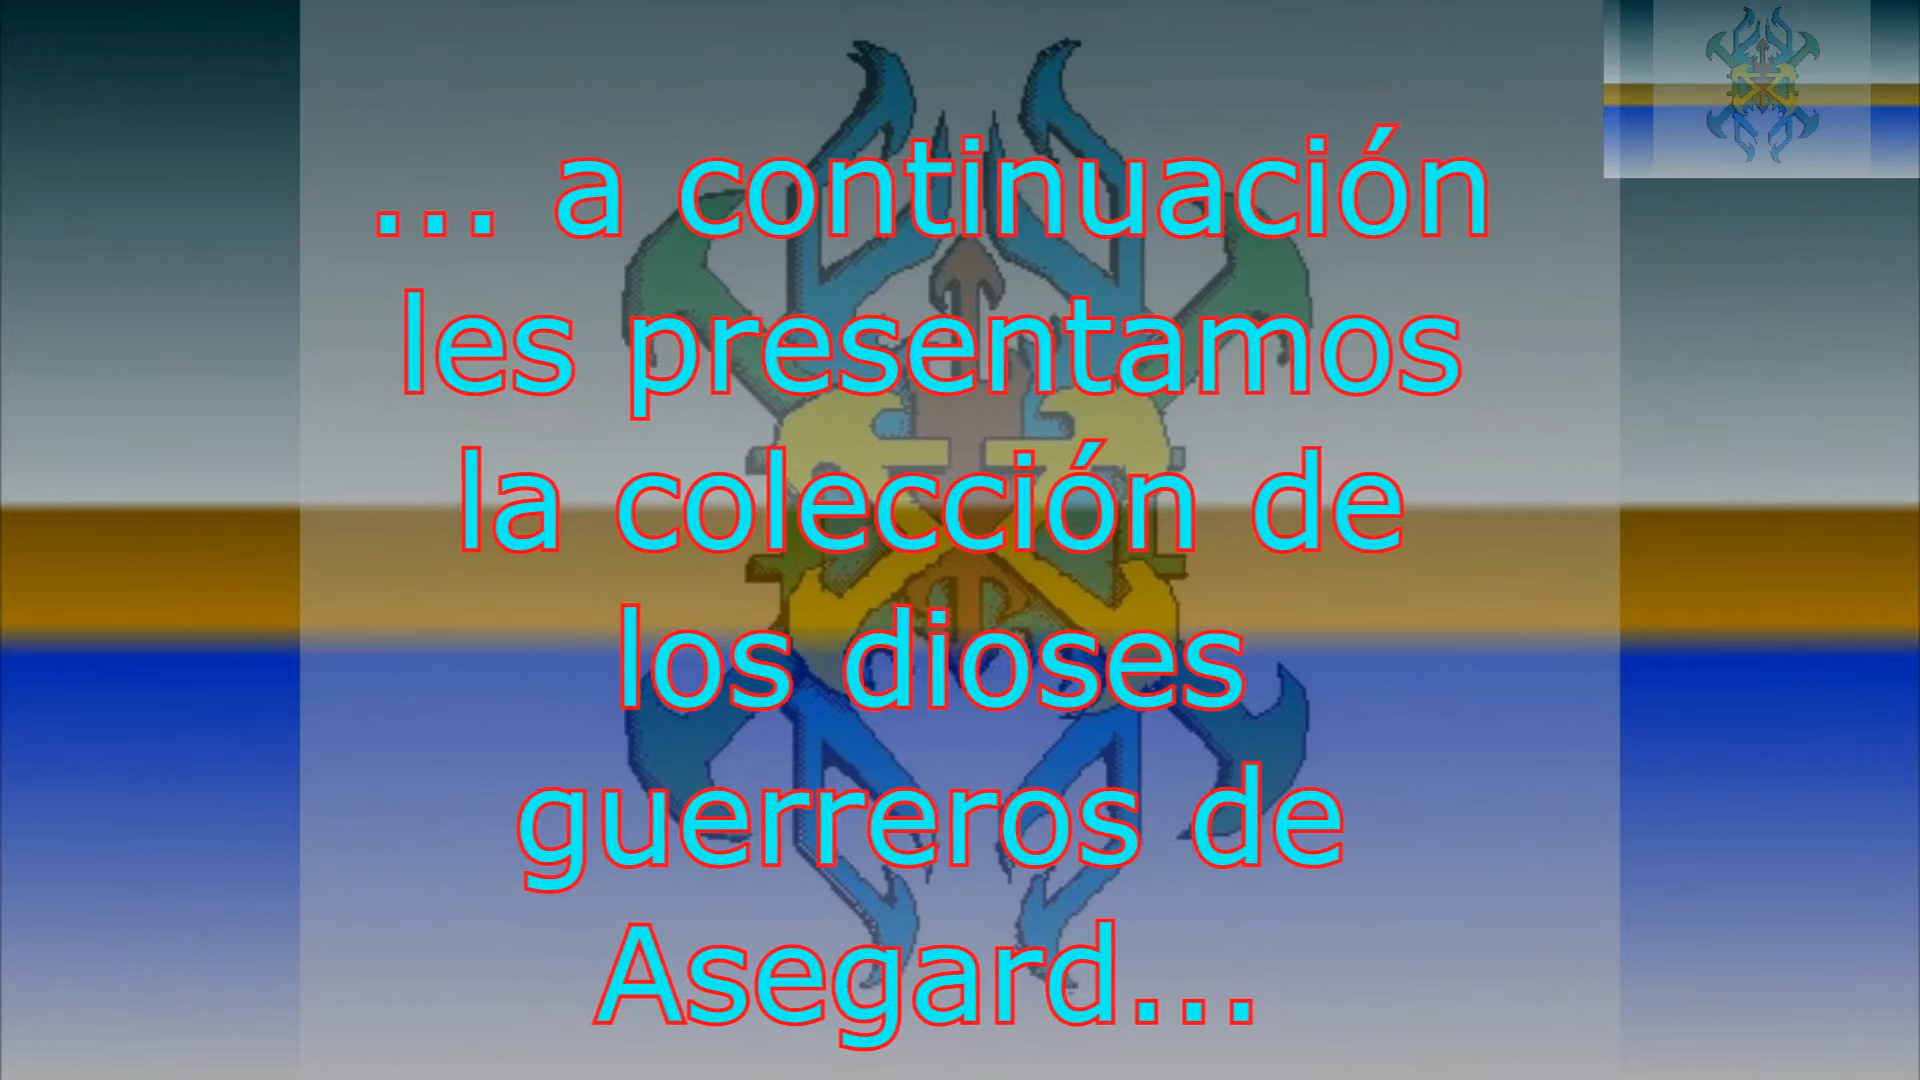 ... a continuación
les presentamos
la colección de
los dioses
guerreros de
Asegard...